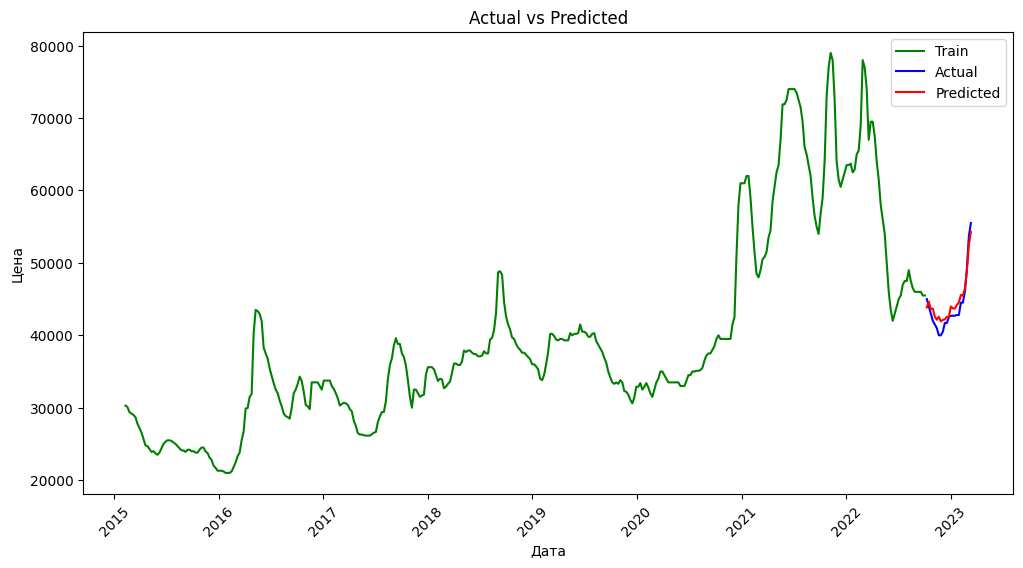 Actual vs Predicted
Train
Actual
Predicted
80000
70000
60000
50000
40000
30000
20000
Цена
2015
2016
2017
2018
2019
2020
2021
2022
2023
Дата